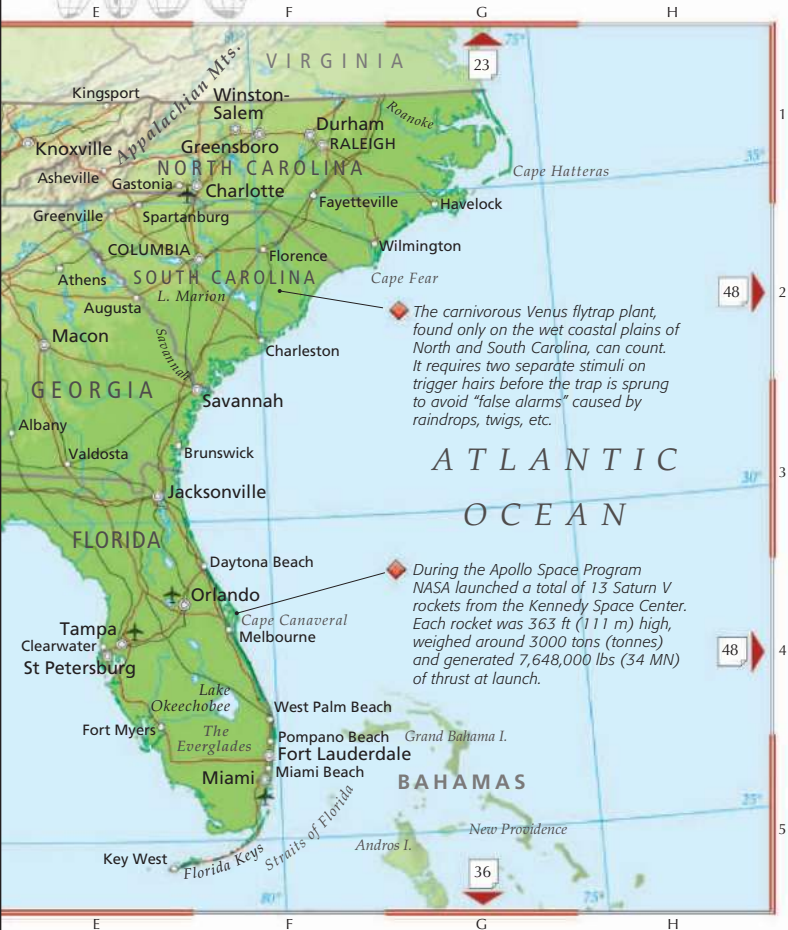 E F G H
80°
75°
VIRGINIA
23
Kingsport
Appalachian Mts.
Winston-
Salem
Durham
Roanoke
1
Knoxville
Greensboro
RALEIGH
35°
NORTH CAROLINA
Asheville
Gastonia
Charlotte
Cape Hatteras
Fayetteville
Havelock
Greenville
Spartanburg
COLUMBIA
Florence
Wilmington
Athens
SOUTH CAROLINA
Cape Fear
L. Marion
48
2
Augusta
The carnivorous Venus flytrap plant,
found only on the wet coastal plains of
North and South Carolina, can count.
It requires two separate stimuli on
trigger hairs before the trap is sprung
to avoid “false alarms” caused by
raindrops, twigs, etc.
Macon
Savannah
Charleston
GEORGIA
Savannah
Albany
Valdosta
Brunswick
ATLANTIC
OCEAN
3
30°
Jacksonville
FLORIDA
Daytona Beach
During the Apollo Space Program
NASA launched a total of 13 Saturn V
rockets from the Kennedy Space Center.
Each rocket was 363 ft (111 m) high,
weighed around 3000 tons (tonnes)
and generated 7,648,000 lbs (34 MN)
of thrust at launch.
Orlando
Cape Canaveral
Tampa
Melbourne
Clearwater
St Petersburg
48
4
Lake
Okeechobee
West Palm Beach
Fort Myers
The
Everglades
Pompano Beach
Grand Bahama I.
Fort Lauderdale
Miami
Miami Beach
BAHAMAS
25°
Straits of Florida
New Providence
5
Andros I.
Key West
Florida Keys
36
80°
75°
E F G H